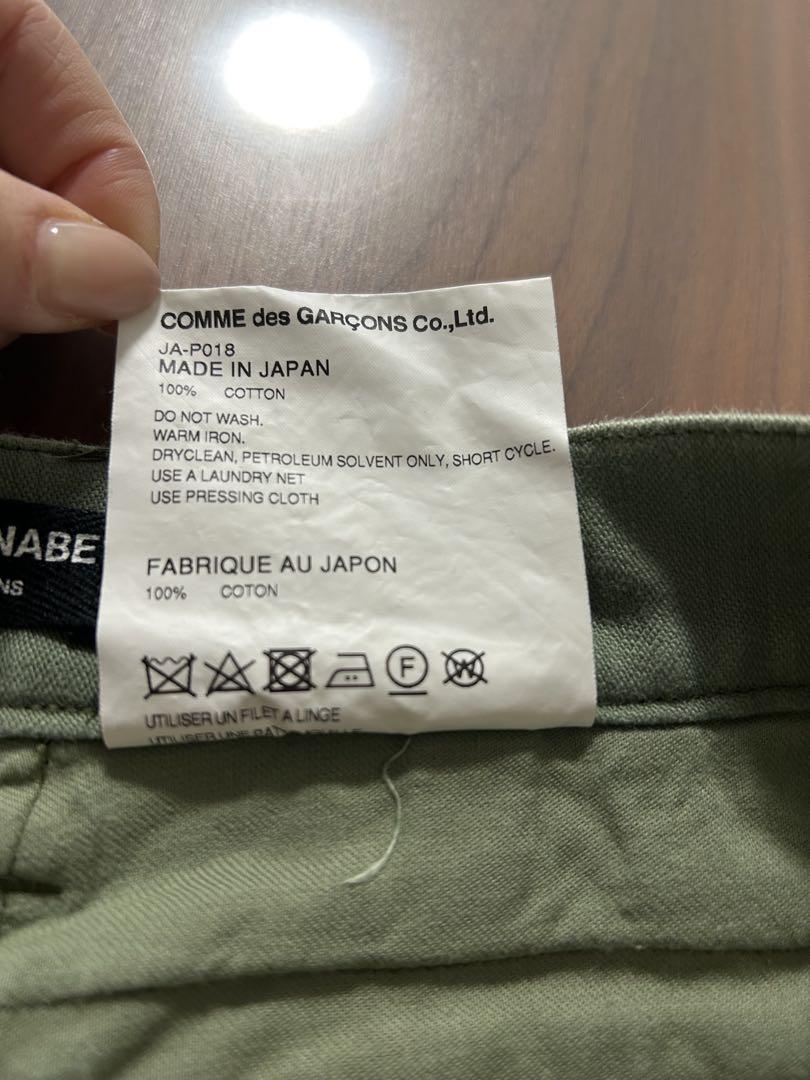 COMME des GARÇONS Co.,Ltd.
JA-P018
MADE IN JAPAN
100% COTTON
DO NOT WASH.
WARM IRON.
DRYCLEAN, PETROLEUM SOLVENT ONLY, SHORT CYCLE.
USE A LAUNDRY NET
USE PRESSING CLOTH
NABE
NS
FABRIQUE AU JAPON
100% COTON
F W
UTILISER UN FILET A LINGE
UTILISER UNE